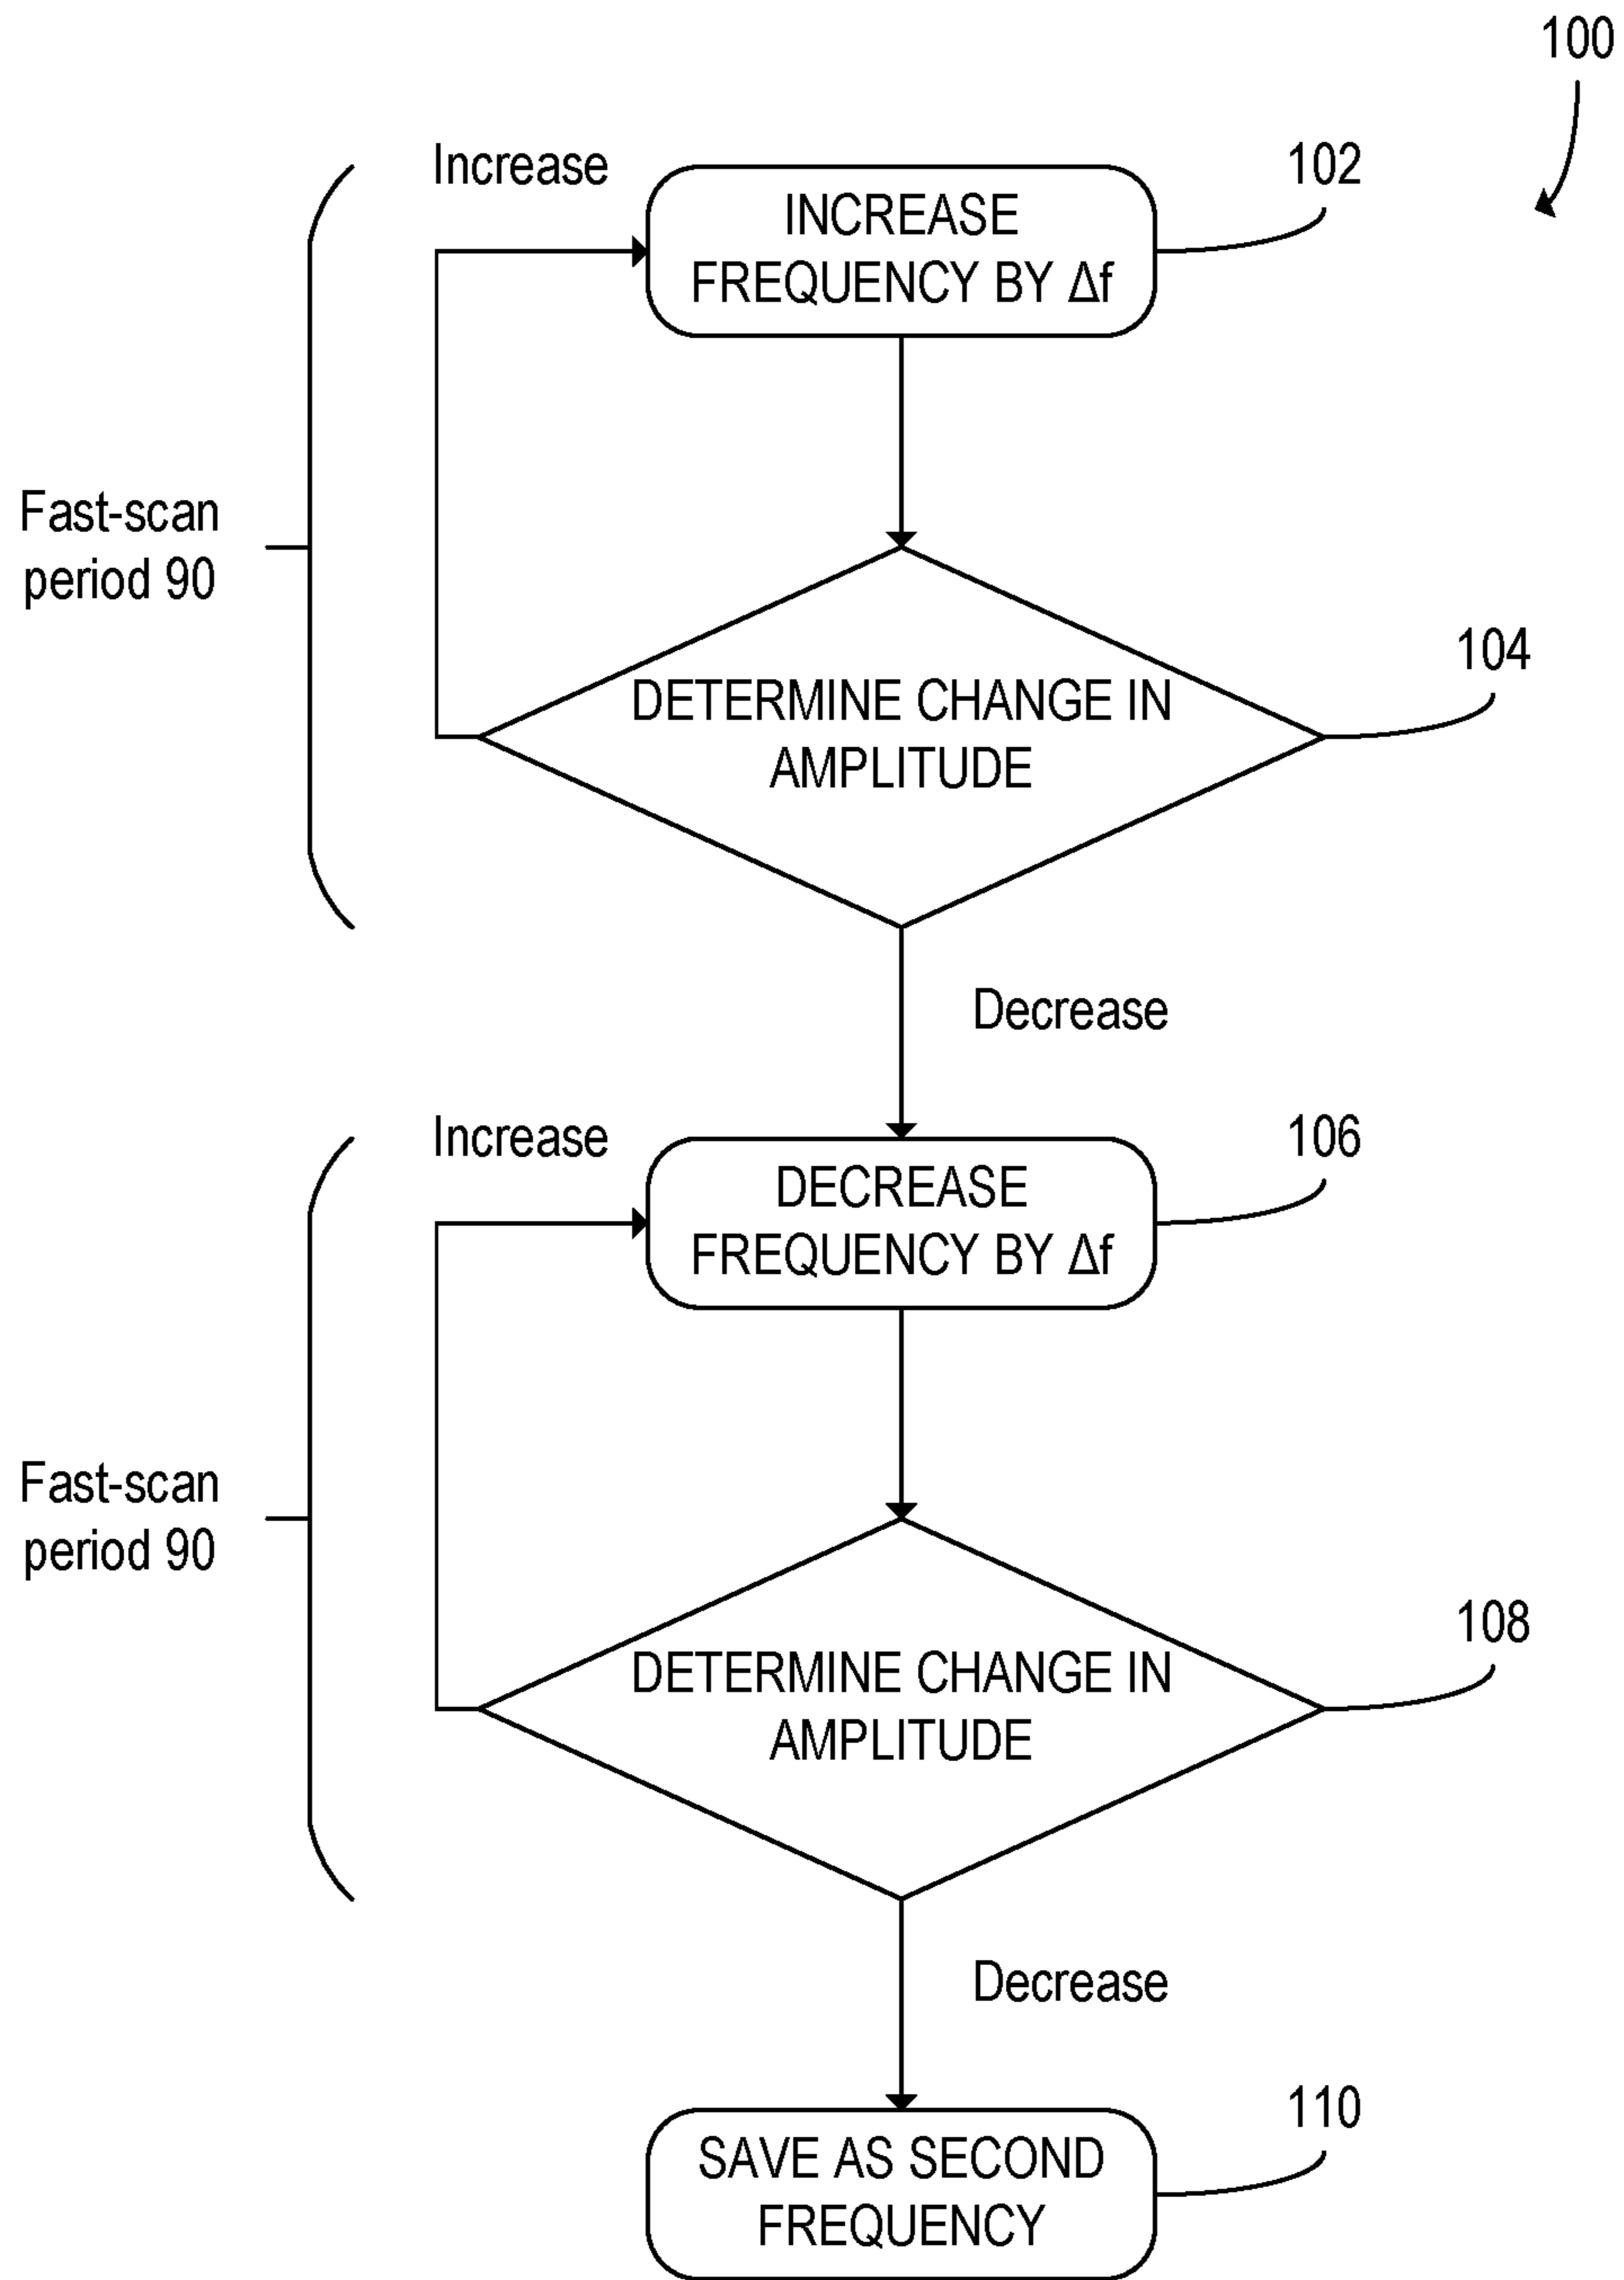 100
Increase
102
INCREASE
FREQUENCY BY Δf
Fast-scan
period 90
104
DETERMINE CHANGE IN
AMPLITUDE
Decrease
Increase
106
DECREASE
FREQUENCY BY Δf
Fast-scan
period 90
108
DETERMINE CHANGE IN
AMPLITUDE
Decrease
110
SAVE AS SECOND
FREQUENCY